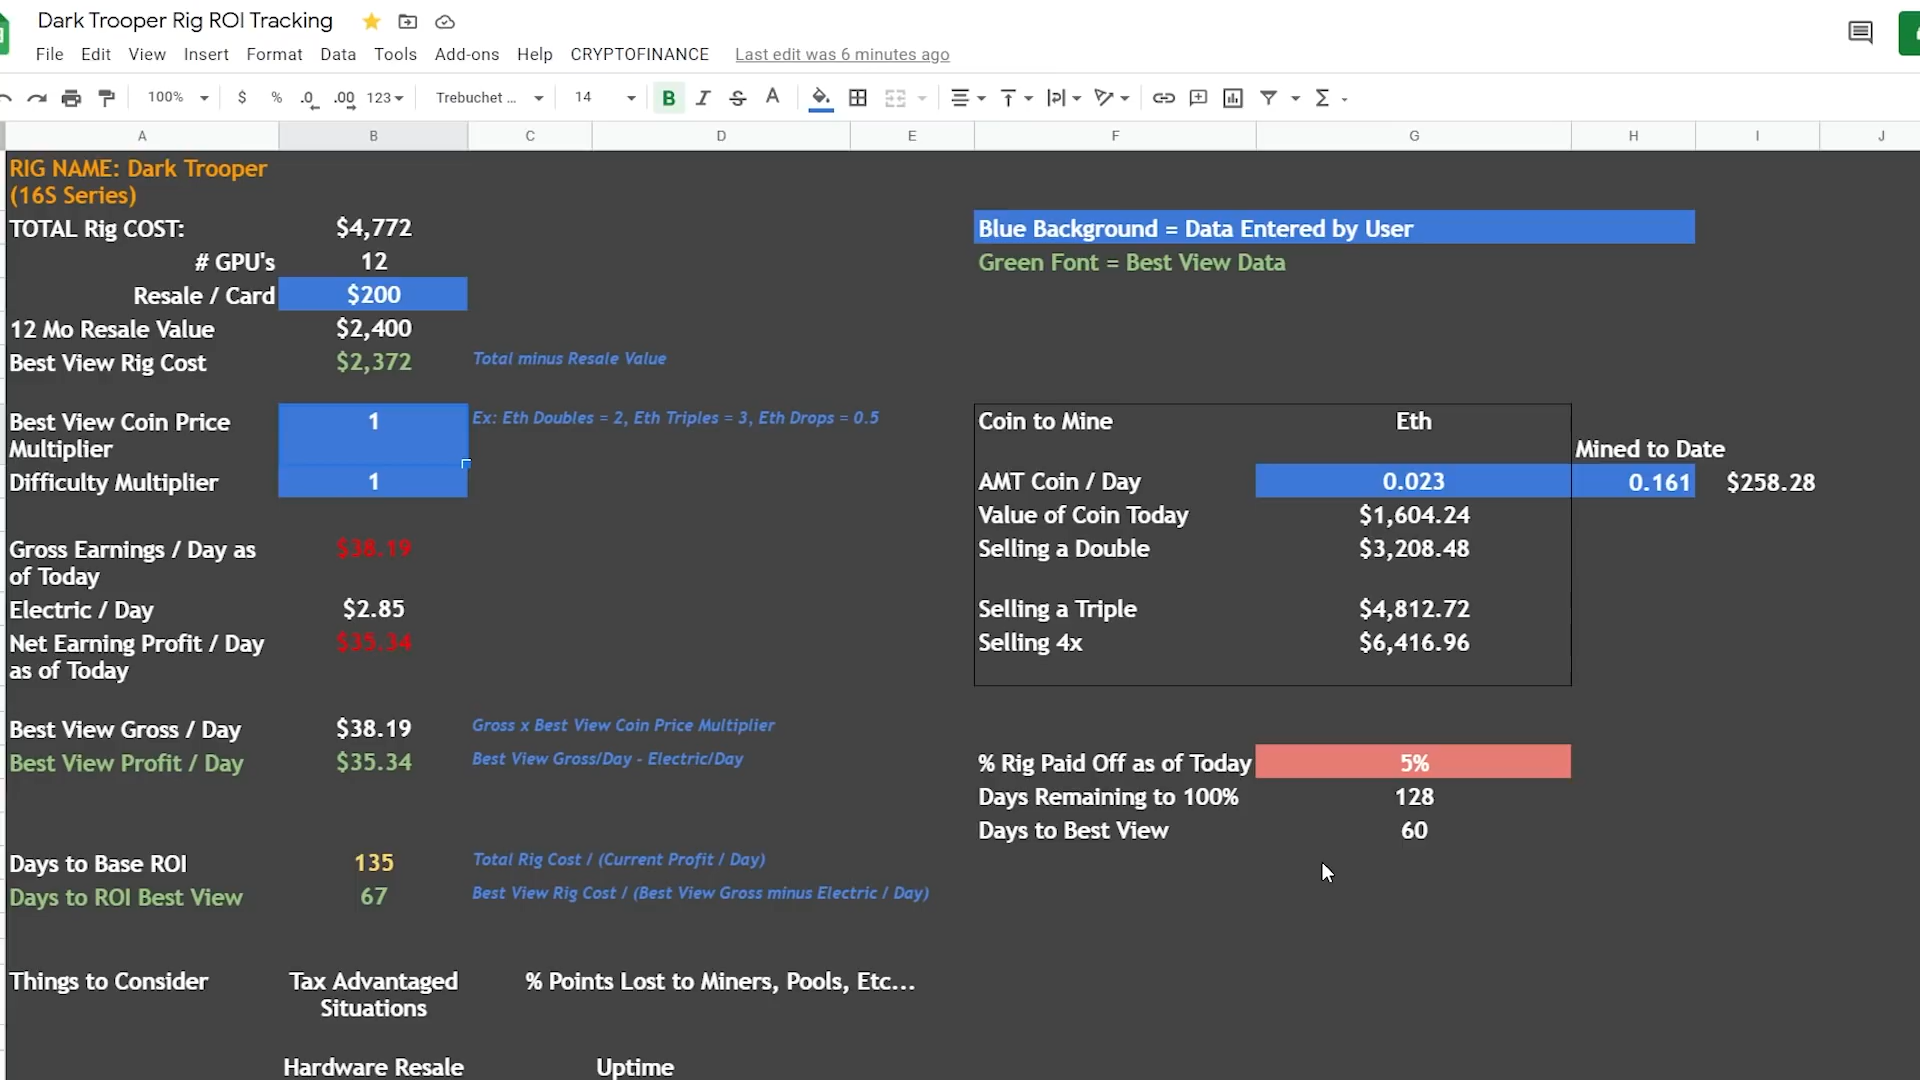 Dark Trooper Rig ROI Tracking
File Edit View Insert Format Data Tools Add-ons Help CRYPTOFINANCE Last edit was 6 minutes ago
100% $ % .0 .00 123 Trebuchet ... 14 B I S A
A B C D E F G H I J
RIG NAME: Dark Trooper
(16S Series)
TOTAL Rig COST: $4,772 Blue Background = Data Entered by User
# GPU's 12 Green Font = Best View Data
Resale / Card $200
12 Mo Resale Value $2,400
Best View Rig Cost $2,372 Total minus Resale Value
Best View Coin Price 1 Ex: Eth Doubles = 2, Eth Triples = 3, Eth Drops = 0.5 Coin to Mine Eth
Multiplier Mined to Date
Difficulty Multiplier 1 AMT Coin / Day 0.023 0.161 $258.28
Value of Coin Today $1,604.24
Gross Earnings / Day as $38.19 Selling a Double $3,208.48
of Today
Electric / Day $2.85 Selling a Triple $4,812.72
Net Earning Profit / Day $35.34 Selling 4x $6,416.96
as of Today
Best View Gross / Day $38.19 Gross x Best View Coin Price Multiplier
Best View Profit / Day $35.34 Best View Gross/Day - Electric/Day % Rig Paid Off as of Today 5%
Days Remaining to 100% 128
Days to Best View 60
Days to Base ROI 135 Total Rig Cost / (Current Profit / Day)
Days to ROI Best View 67 Best View Rig Cost / (Best View Gross minus Electric / Day)
Things to Consider Tax Advantaged % Points Lost to Miners, Pools, Etc...
Situations
Hardware Resale Uptime